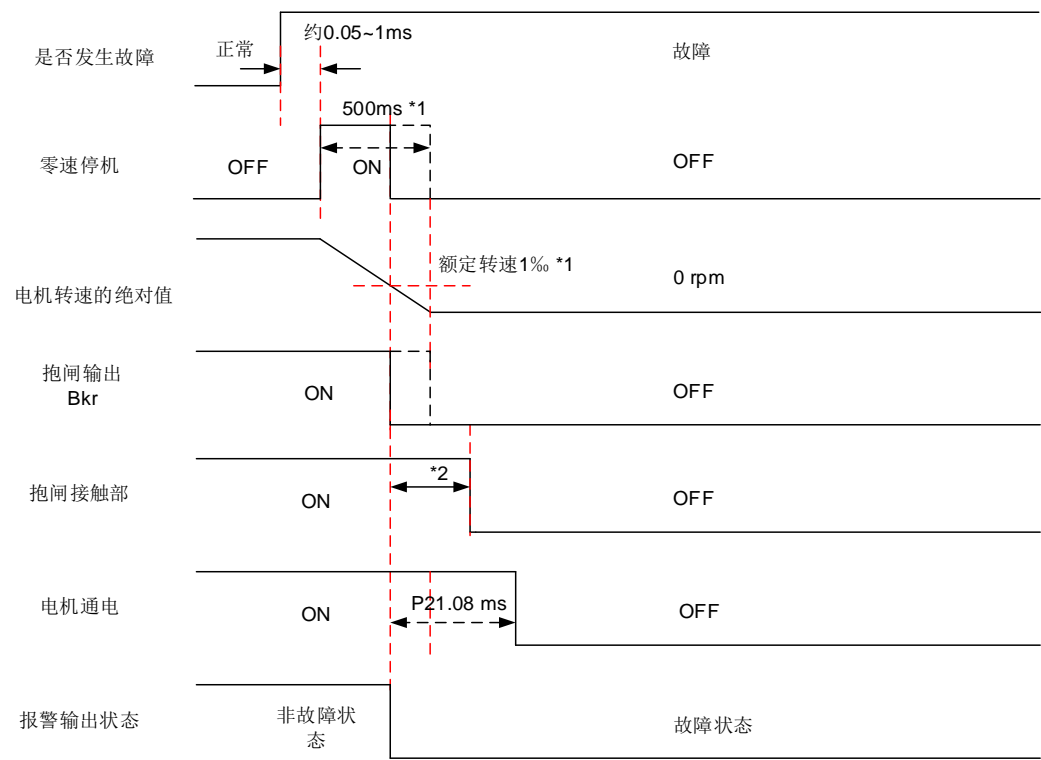 约0.05~1ms
正常
故障
是否发生故障
500ms *1
零速停机
OFF
ON
OFF
额定转速1‰ *1
0 rpm
电机转速的绝对值
抱闸输出
Bkr
ON
OFF
*2
抱闸接触部
ON
OFF
P21.08 ms
电机通电
ON
OFF
报警输出状态
非故障状
态
故障状态